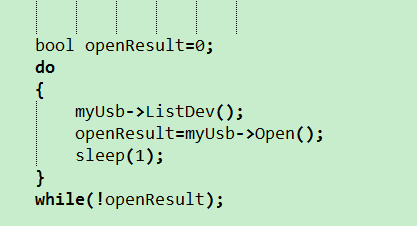 bool openResult=0;
do
{
myUsb->ListDev();
openResult=myUsb->Open();
sleep(1);
}
while(!openResult);